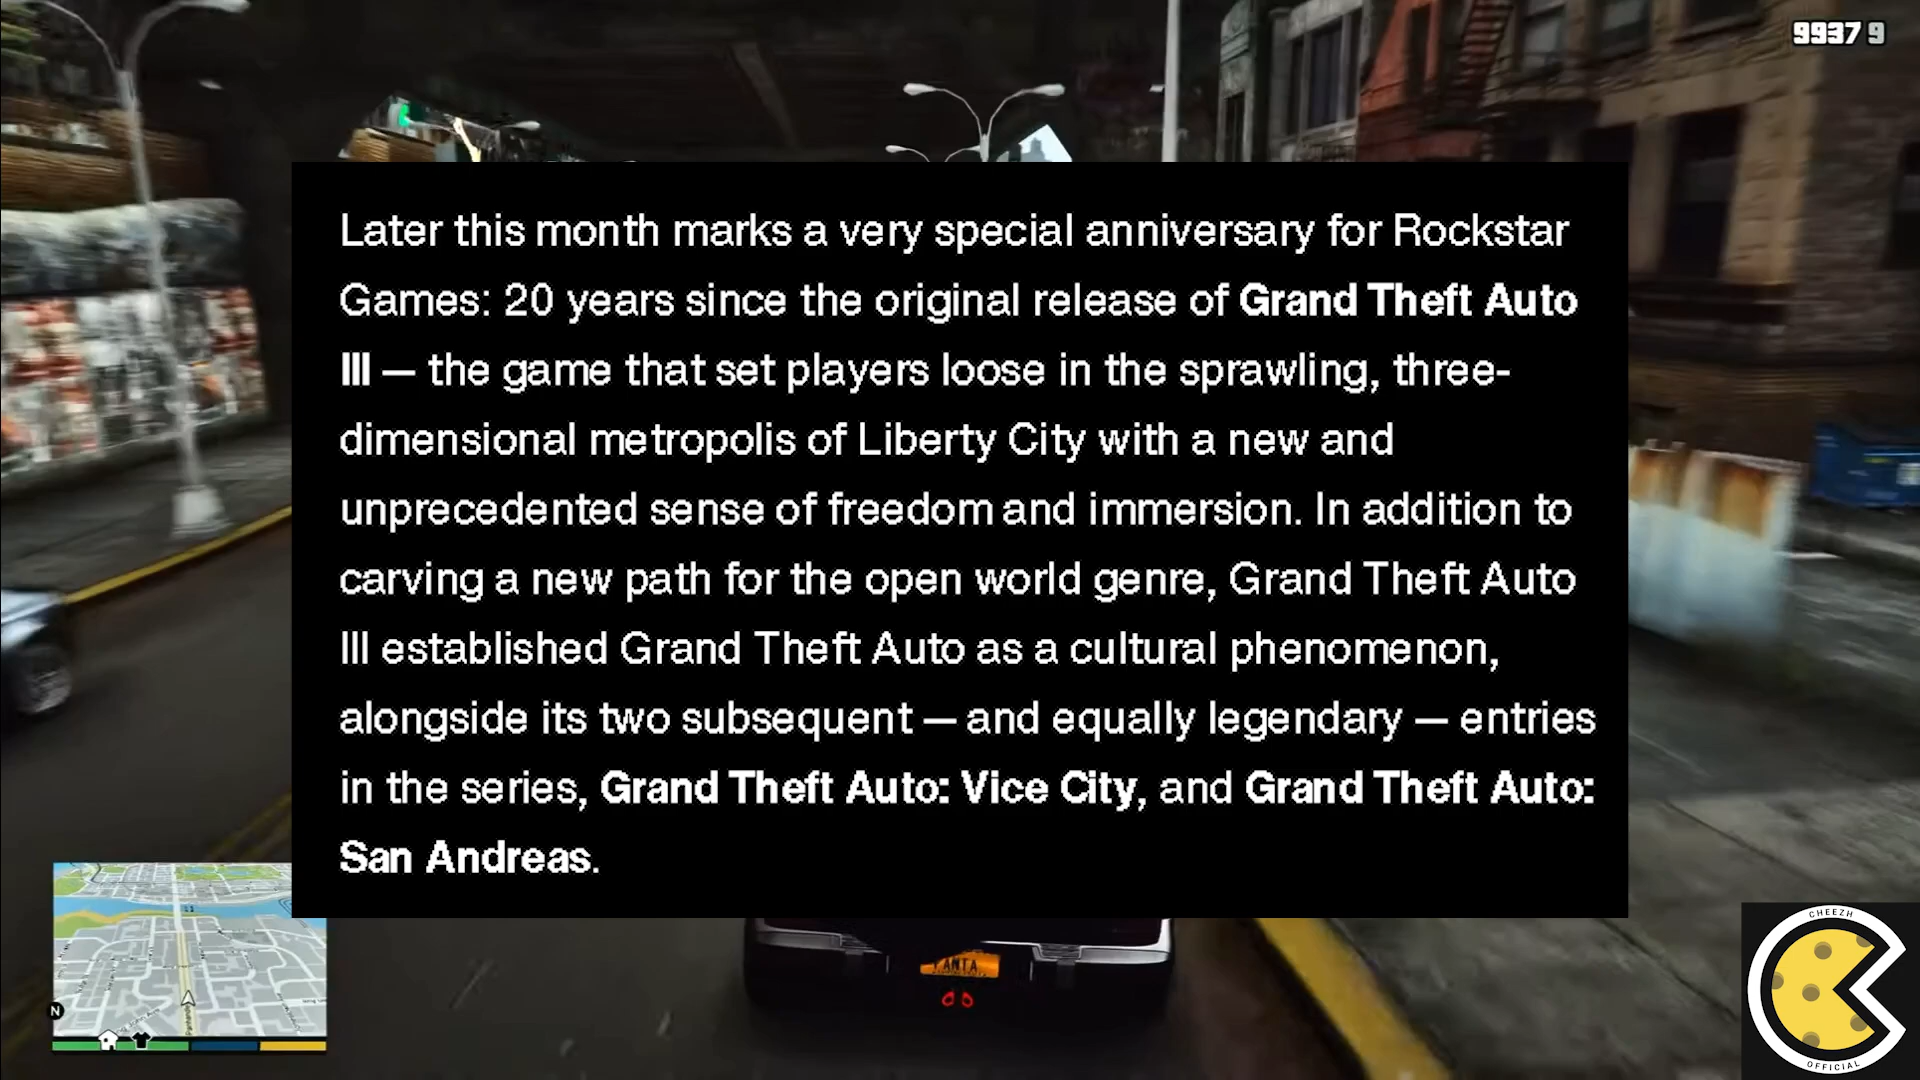 9937 9
Later this month marks a very special anniversary for Rockstar
Games: 20 years since the original release of Grand Theft Auto
III — the game that set players loose in the sprawling, three-
dimensional metropolis of Liberty City with a new and
unprecedented sense of freedom and immersion. In addition to
carving a new path for the open world genre, Grand Theft Auto
III established Grand Theft Auto as a cultural phenomenon,
alongside its two subsequent — and equally legendary — entries
in the series, Grand Theft Auto: Vice City, and Grand Theft Auto:
San Andreas.
N
CHEEZH
OFFICIAL